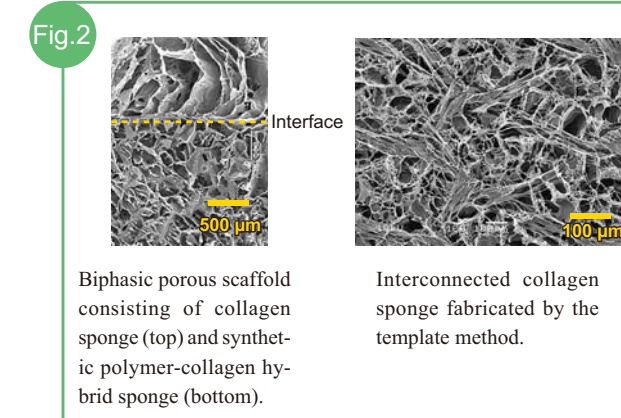 Fig.2
Interface
500 µm
100 µm
Biphasic porous scaffold
consisting of collagen
sponge (top) and synthet-
ic polymer-collagen hy-
brid sponge (bottom).
Interconnected collagen
sponge fabricated by the
template method.